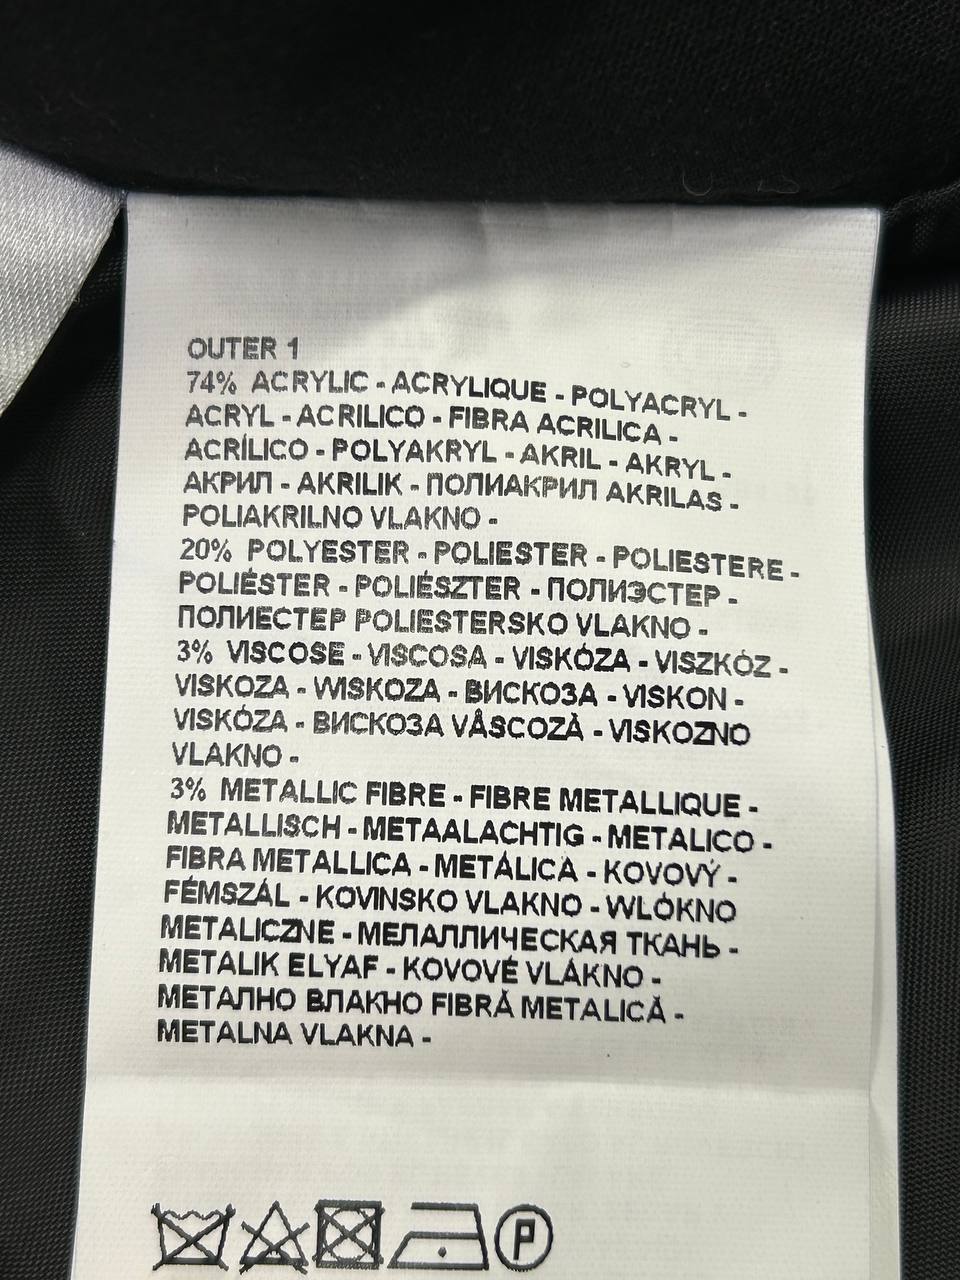 OUTER 1
74% ACRYLIC - ACRYLIQUE - POLYACRYL -
ACRYL - ACRILICO - FIBRA ACRILICA -
ACRÍLICO - POLYAKRYL - AKRIL - AKRYL -
АКРИЛ - AKRILIK - ПОЛИАКРИЛ AKRILAS -
POLIAKRILNO VLAKNO -
20% POLYESTER - POLIESTER - POLIESTERE -
POLIÉSTER - POLIÉSZTER - ПОЛИЭСТЕР -
ПОЛИЕСТЕР POLIESTERSKO VLAKNO -
3% VISCOSE - VISCOSA - VISKÓZA - VISZKÓZ -
VISKOZA - WISKOZA - ВИСКОЗА - VISKON -
VISKÓZA - ВИСКОЗА VÂSCOZĂ - VISKOZNO
VLAKNO -
3% METALLIC FIBRE - FIBRE METALLIQUE -
METALLISCH - METAALACHTIG - METALICO -
FIBRA METALLICA - METÁLICA - KOVOVÝ -
FÉMSZÁL - KOVINSKO VLAKNO - WLÓKNO
METALICZNE - МЕЛАЛЛИЧЕСКАЯ ТКАНЬ -
METALIK ELYAF - KOVOVÉ VLÁKNO -
МЕТАЛНО ВЛАКНО FIBRĂ METALICĂ -
METALNA VLAKNA -
P